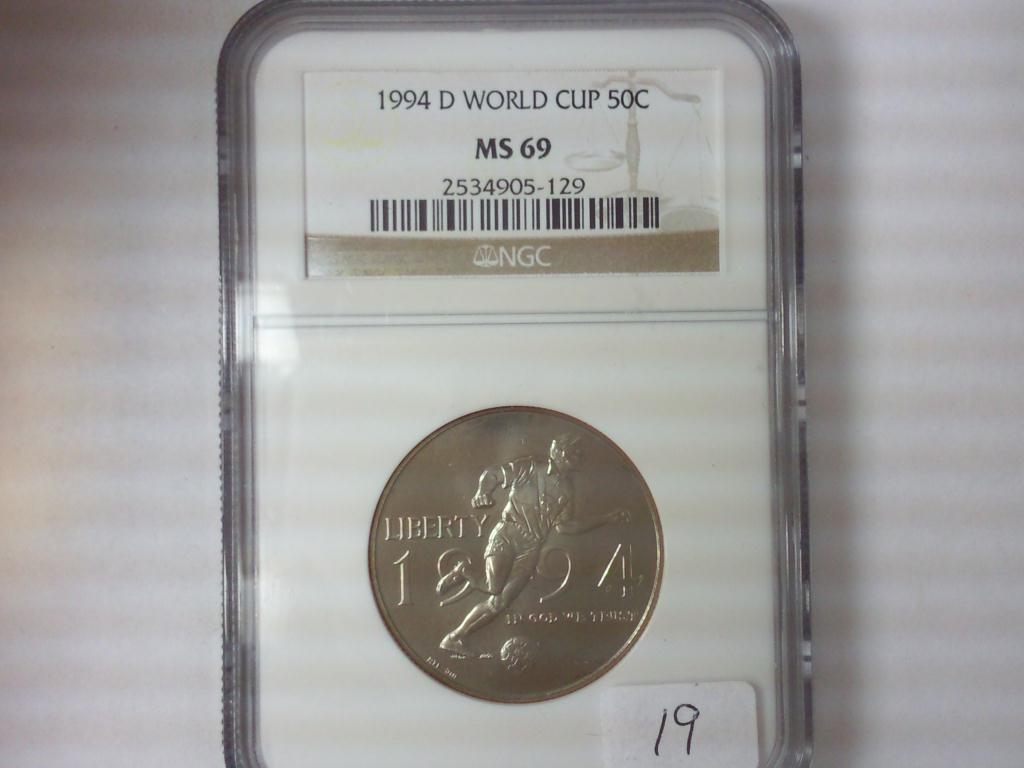 1994 D WORLD CUP 50C
MS 69
2534905-129
NGC
LIBERTY
1994
IN GOD WE TRUST
19